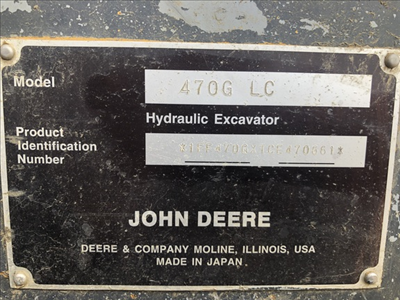 Model
470G LC
Hydraulic Excavator
Product
Identification
Number
JOHN DEERE
DEERE & COMPANY MOLINE, ILLINOIS, USA
MADE IN JAPAN